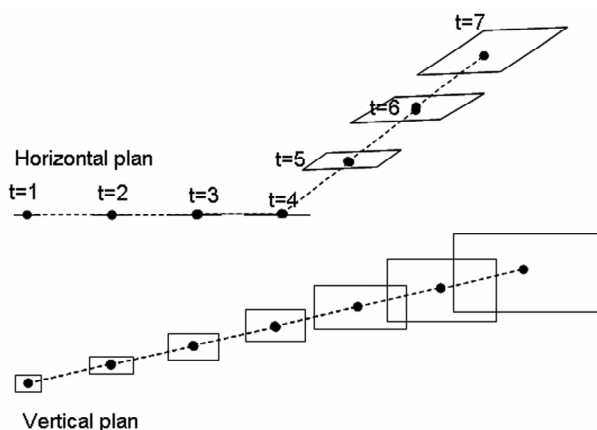 t=7
t=6
t=5
Horizontal plan
t=1 t=2 t=3 t=4
Vertical plan